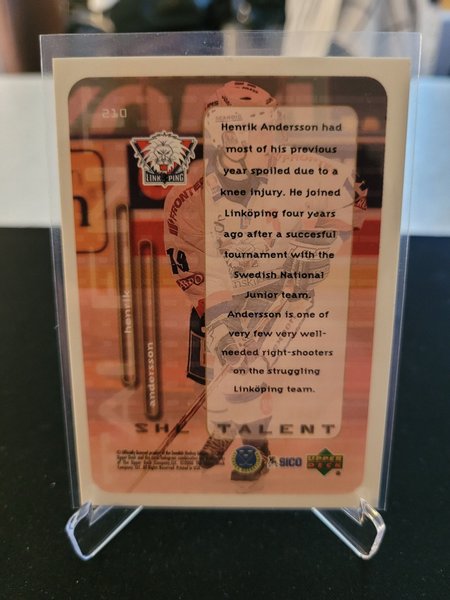 210
LINKÖPING
Henrik Andersson had
most of his previous
year spoiled due to a
knee injury. He joined
Linköping four years
ago after a succesful
tournament with the
Swedish National
Junior team.
Andersson is one of
very few very well-
needed right-shooters
on the struggling
Linköping team.
henrik
andersson
SHL TALENT
SICO
UPPER
DECK